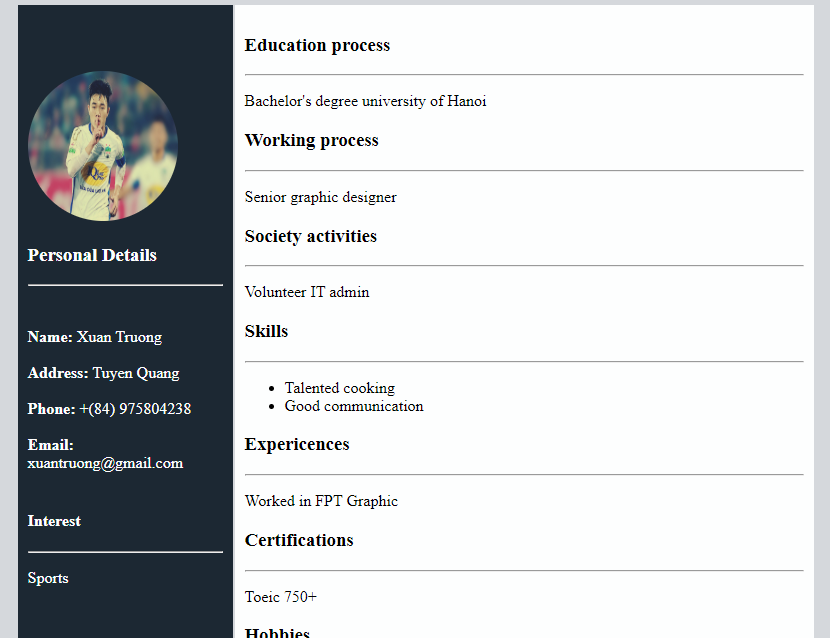 Personal Details
Name: Xuan Truong
Address: Tuyen Quang
Phone: +(84) 975804238
Email:
xuantruong@gmail.com
Interest
Sports
Education process
Bachelor's degree university of Hanoi
Working process
Senior graphic designer
Society activities
Volunteer IT admin
Skills
• Talented cooking
• Good communication
Expericences
Worked in FPT Graphic
Certifications
Toeic 750+
Hobbies